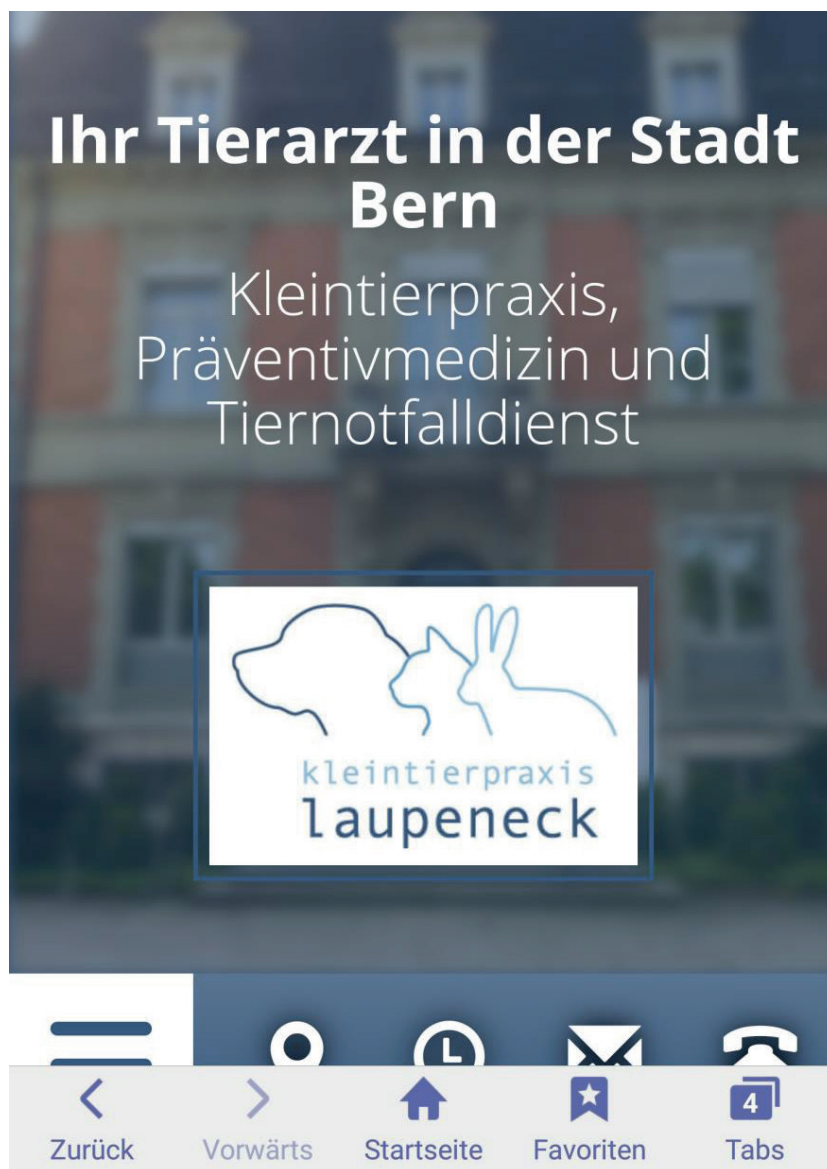 Ihr Tierarzt in der Stadt
Bern
Kleintierpraxis,
Präventivmedizin und
Tiernotfalldienst
kleintierpraxis
laupeneck
Zurück Vorwärts Startseite Favoriten 4 Tabs